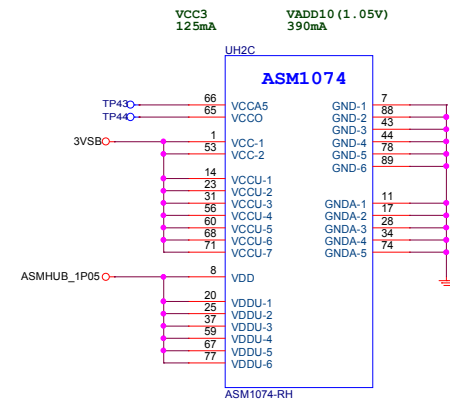 VCC3 VADD10(1.05V)
125mA 390mA
UH2C
ASM1074
TP43 66 VCCA5 GND-1 7
TP44 65 VCCO GND-2 88
GND-3 43
3VSB 1 VCC-1 GND-4 44
53 VCC-2 GND-5 78
GND-6 89
14 VCCU-1
23 VCCU-2
31 VCCU-3 GNDA-1 11
56 VCCU-4 GNDA-2 17
60 VCCU-5 GNDA-3 28
68 VCCU-6 GNDA-4 34
71 VCCU-7 GNDA-5 74
ASMHUB_1P05 8 VDD
20 VDDU-1
25 VDDU-2
37 VDDU-3
59 VDDU-4
67 VDDU-5
77 VDDU-6
ASM1074-RH